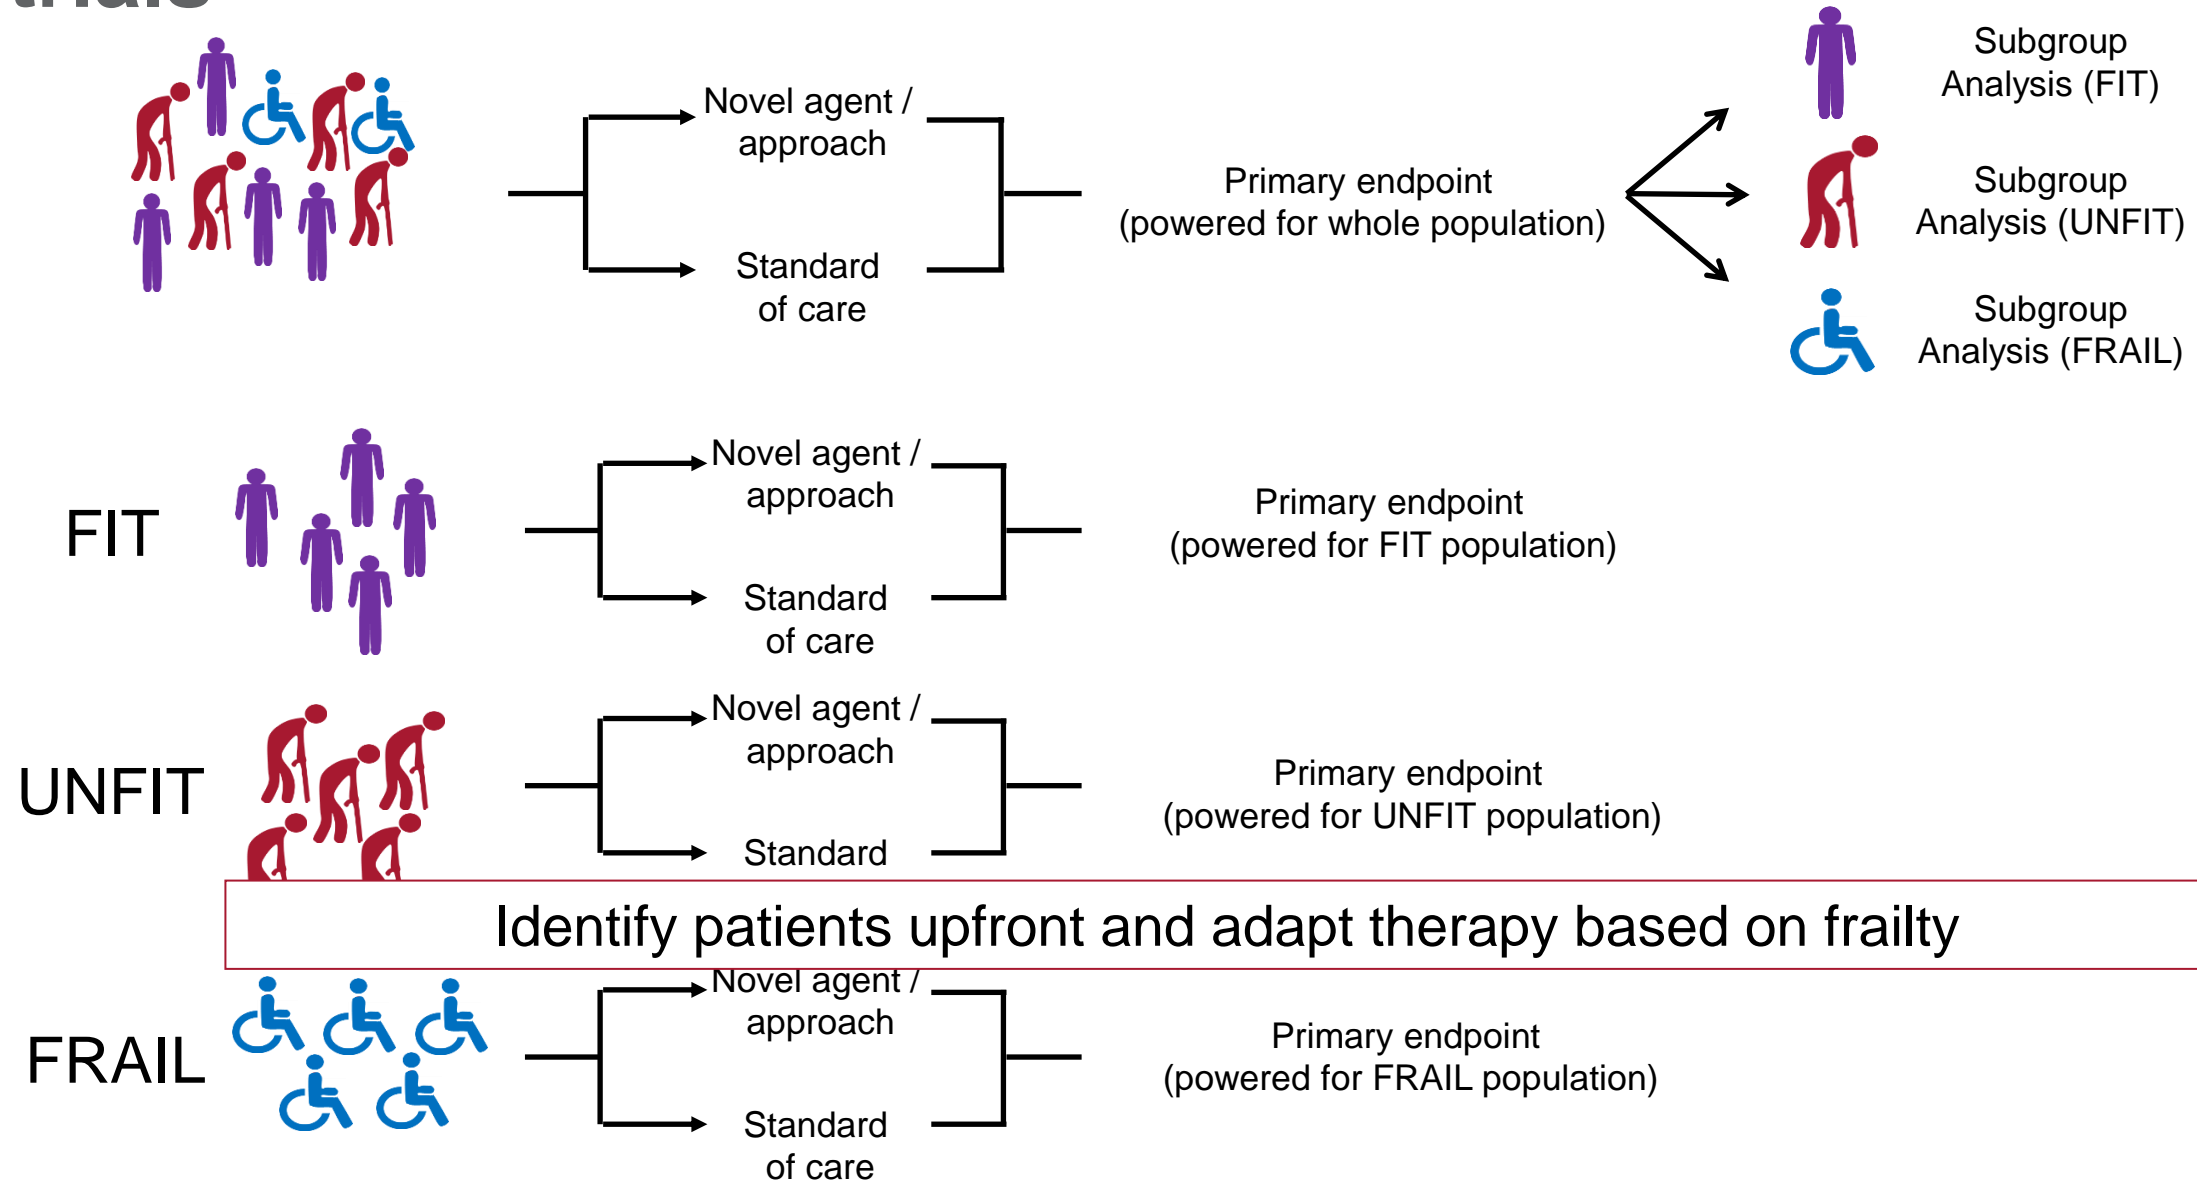 trials
Novel agent /
approach
Standard
of care
Primary endpoint
(powered for whole population)
Subgroup
Analysis (FIT)
Subgroup
Analysis (UNFIT)
Subgroup
Analysis (FRAIL)
FIT
Novel agent /
approach
Standard
of care
Primary endpoint
(powered for FIT population)
UNFIT
Novel agent /
approach
Standard
Primary endpoint
(powered for UNFIT population)
Identify patients upfront and adapt therapy based on frailty
FRAIL
Novel agent /
approach
Standard
of care
Primary endpoint
(powered for FRAIL population)